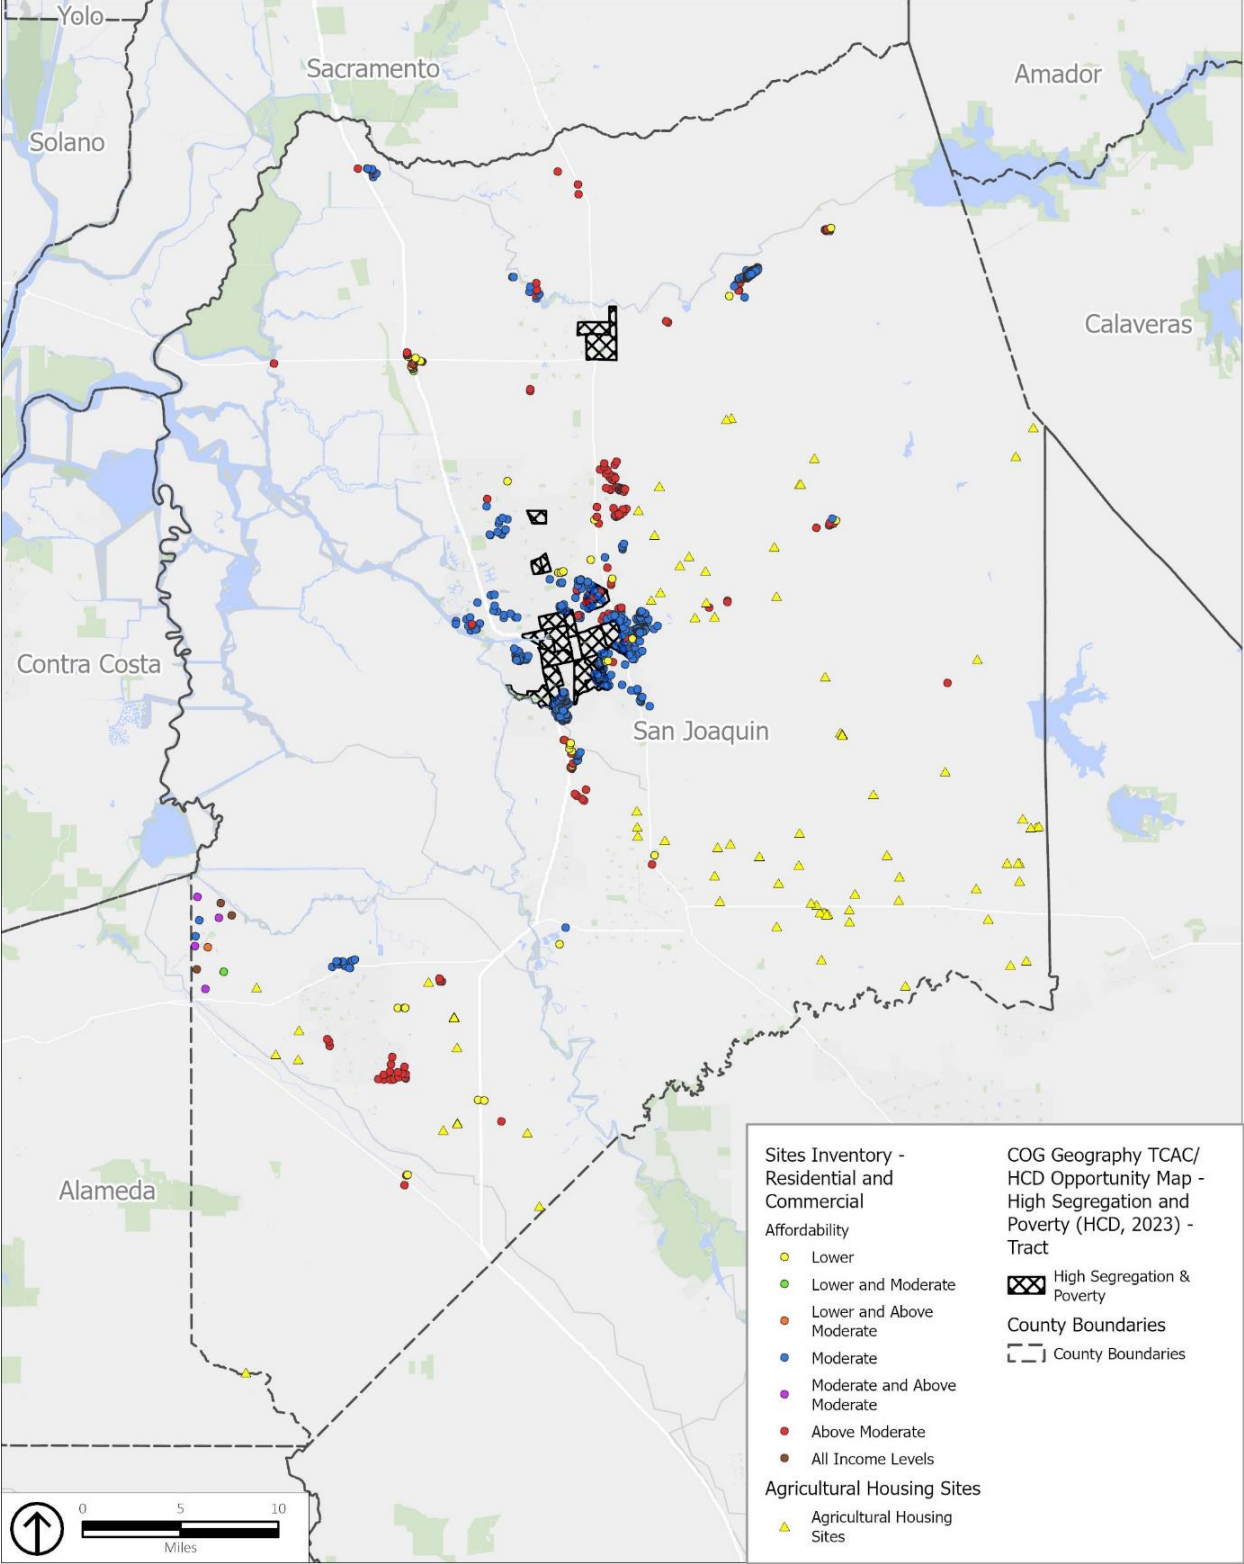 Yolo
Sacramento
Amador
Solano
Calaveras
Contra Costa
San Joaquin
Alameda
Sites Inventory -
Residential and
Commercial
Affordability
Lower
Lower and Moderate
Lower and Above
Moderate
Moderate
Moderate and Above
Moderate
Above Moderate
All Income Levels
Agricultural Housing Sites
Agricultural Housing
Sites
COG Geography TCAC/
HCD Opportunity Map -
High Segregation and
Poverty (HCD, 2023) -
Tract
High Segregation &
Poverty
County Boundaries
County Boundaries
0 5 10
Miles